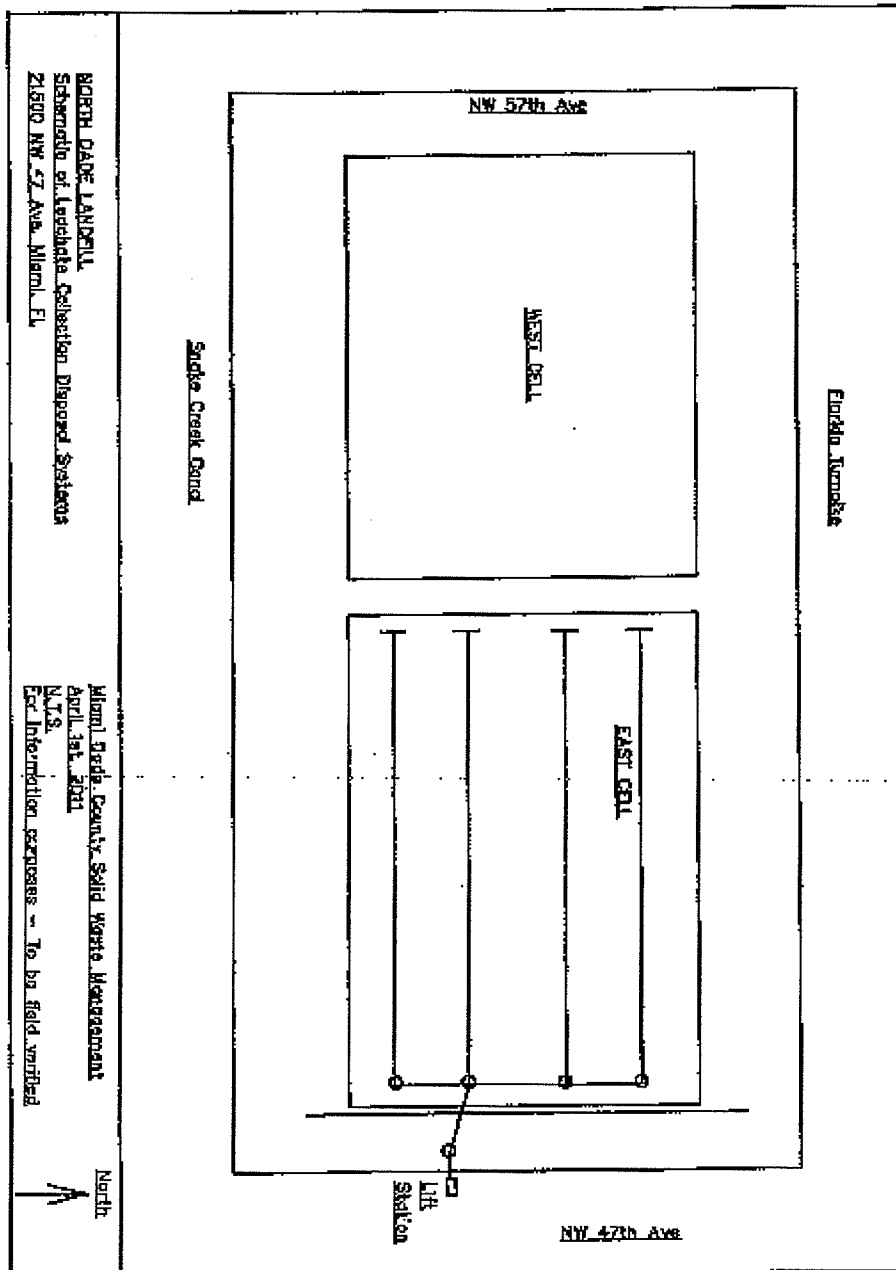 NW 57th Ave
Florida Turnpike
WEST CELL
EAST CELL
Snake Creek Canal
Lift
Station
NW 47th Ave
NORTH DADE LANDFILL
Schematic of Leachate Collection Disposal Systems
21500 NW 47 Ave. Miami, FL
Miami Dade County Solid Waste Management
April 1st, 2011
N.T.S.
For information purposes - To be field verified
North